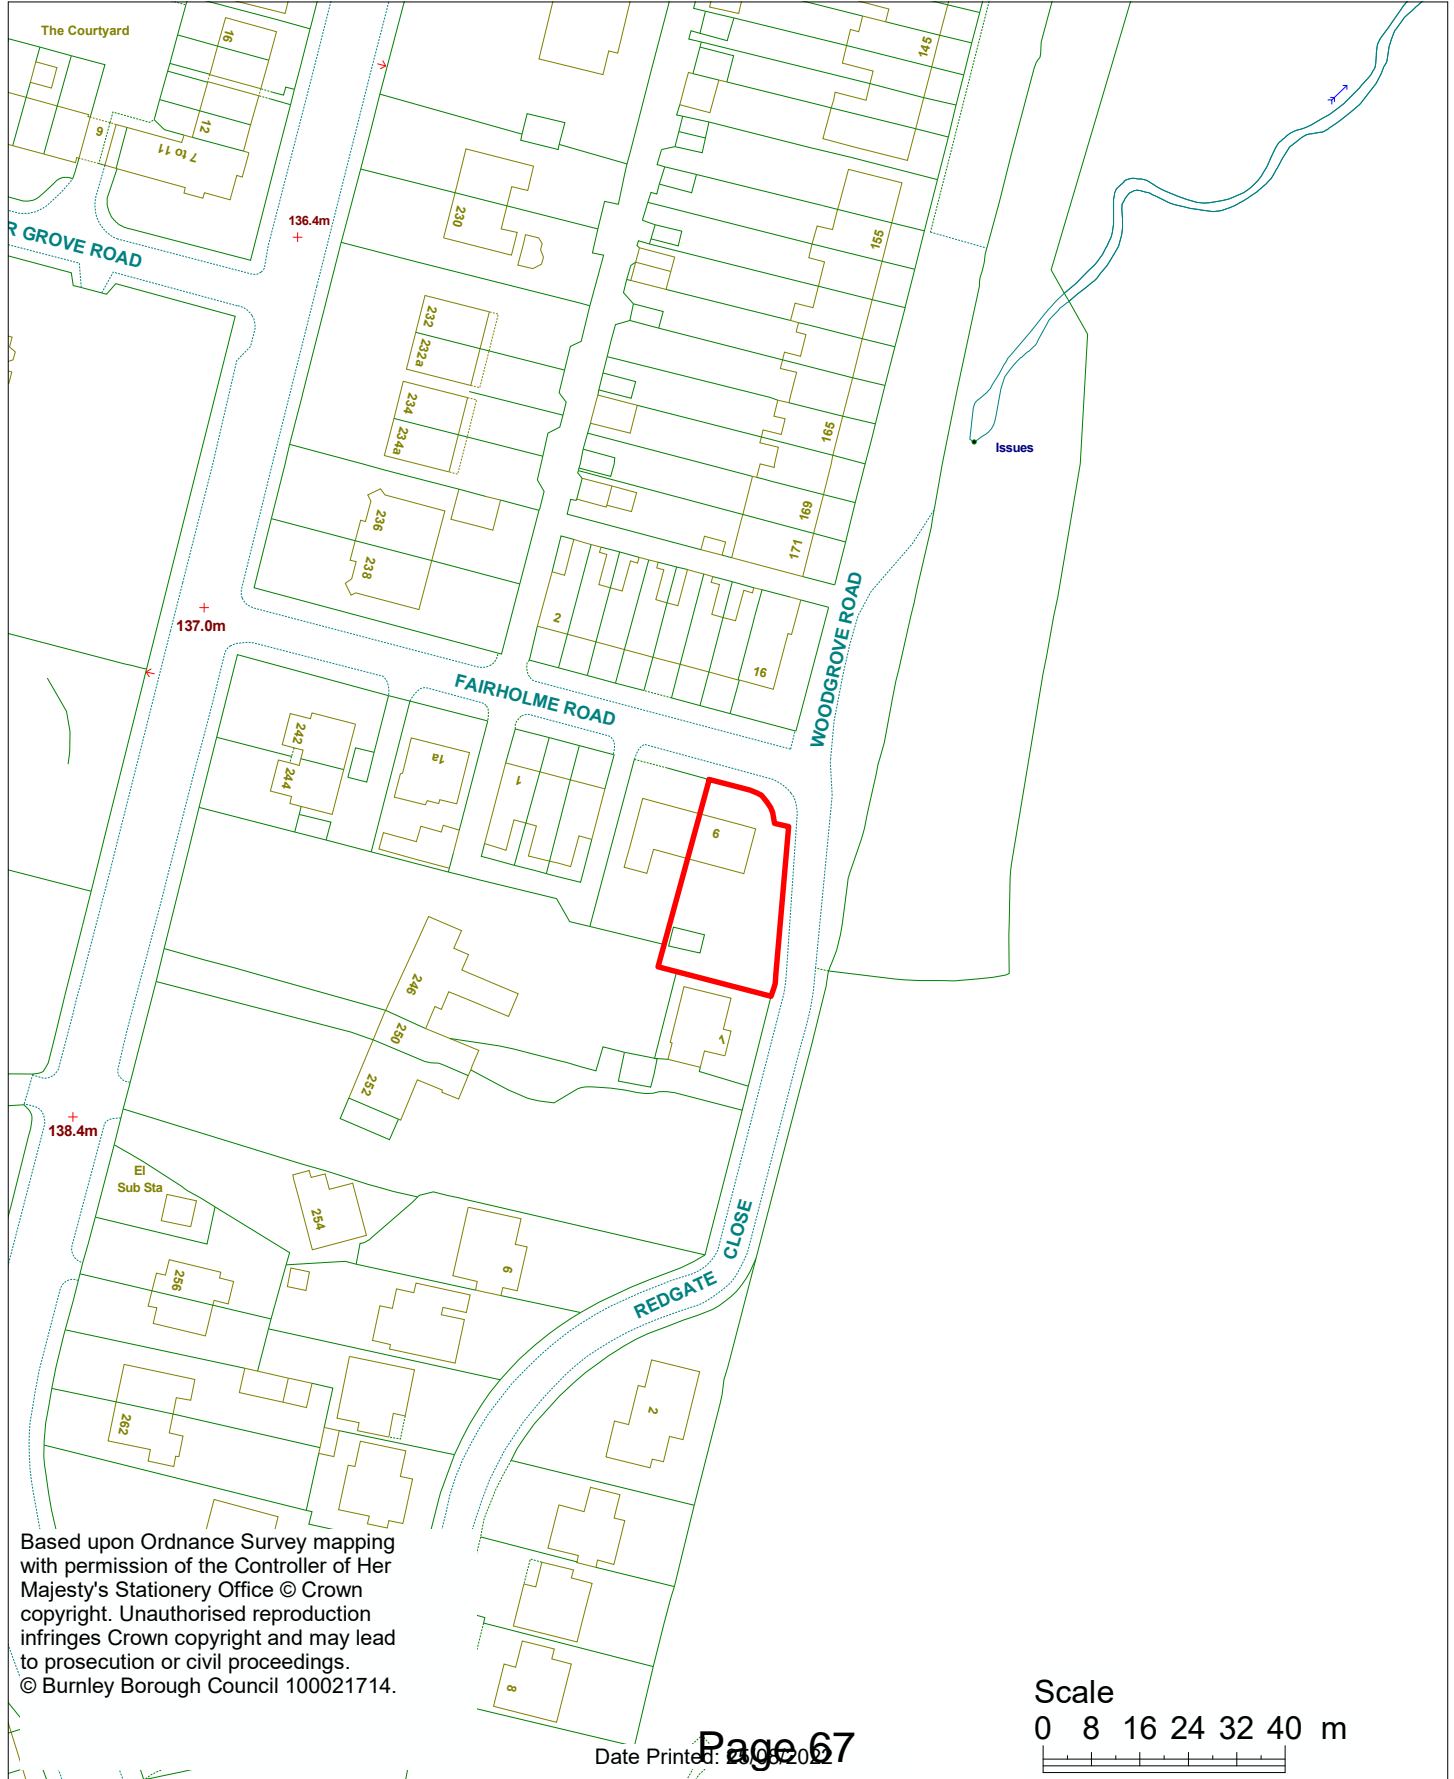 The Courtyard
16
12
9
7 to 11
145
136.4m
230
155
R GROVE ROAD
232
232a
234
234a
165
Issues
236
238
169
171
137.0m
2
16
WOODGROVE ROAD
FAIRHOLME ROAD
242
244
1a
1
6
246
250
252
7
138.4m
El
Sub Sta
254
6
256
REDGATE CLOSE
262
2
8
Based upon Ordnance Survey mapping
with permission of the Controller of Her
Majesty's Stationery Office © Crown
copyright. Unauthorised reproduction
infringes Crown copyright and may lead
to prosecution or civil proceedings.
© Burnley Borough Council 100021714.
Scale
0 8 16 24 32 40 m
Page 67
Date Printed: /08/2022